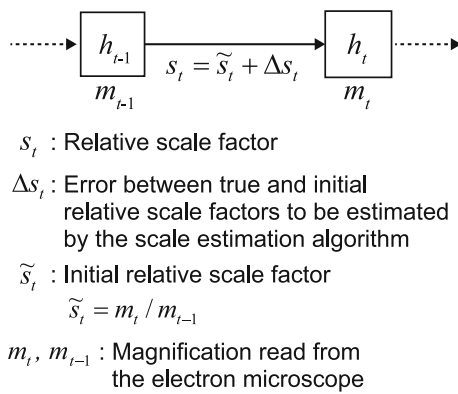 h_{t-1}
s_t = s̃_t + Δs_t
h_t
m_{t-1}
m_t
s_t : Relative scale factor
Δs_t : Error between true and initial
relative scale factors to be estimated
by the scale estimation algorithm
s̃_t : Initial relative scale factor
s̃_t = m_t / m_{t-1}
m_t, m_{t-1} : Magnification read from
the electron microscope